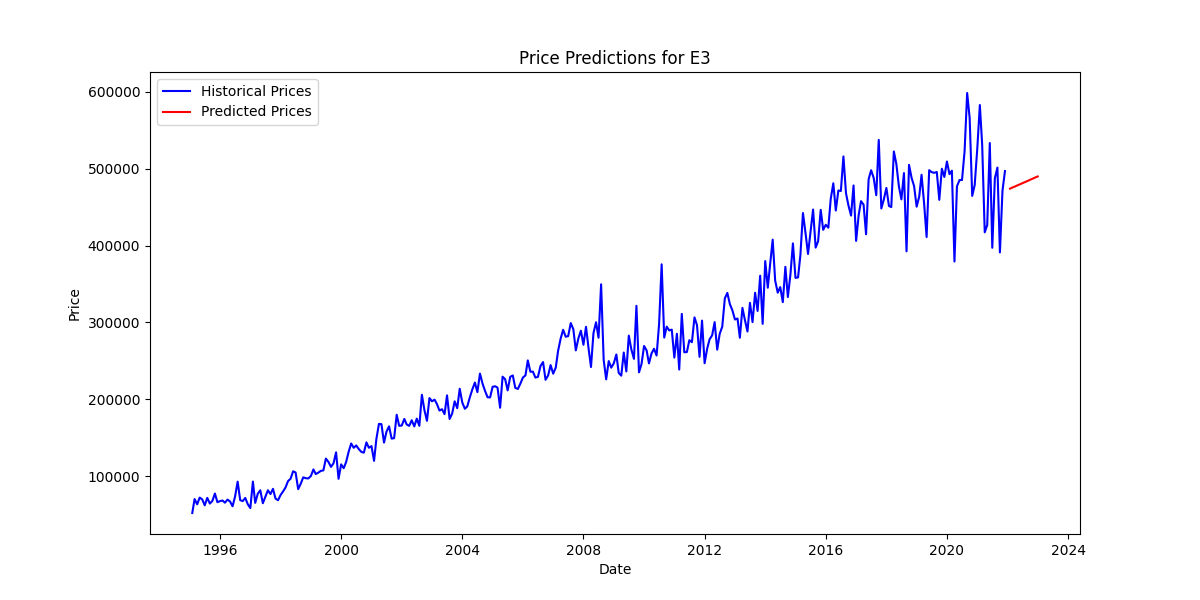 Price Predictions for E3
Historical Prices
Predicted Prices
600000
500000
400000
300000
200000
100000
Price
1996 2000 2004 2008 2012 2016 2020 2024
Date